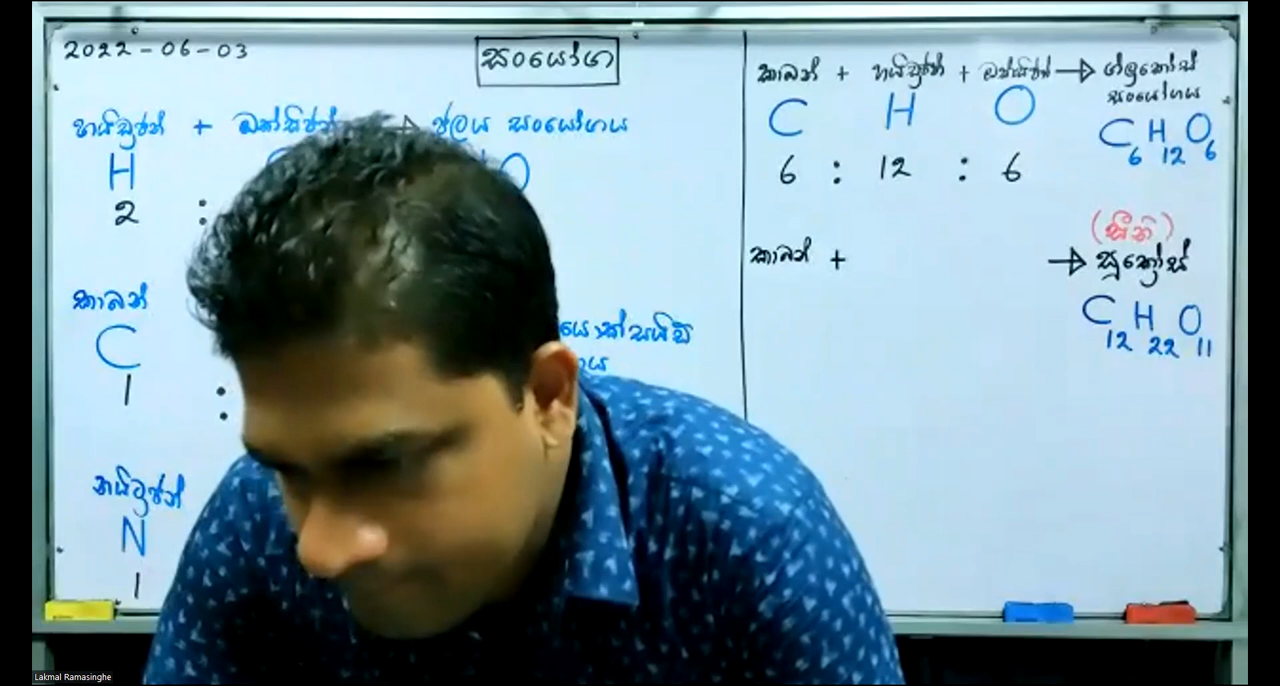 2022-06-03
සංයෝග
හයිඩ්‍රජන් + ඔක්සිජන් → ජලය සංයෝගය
H O
2 :
කාබන්
C
1 :
නයිට්‍රජන්
N
1
කාබන් + හයිඩ්‍රජන් + ඔක්සිජන් → ග්ලූකෝස්
සංයෝගය
C H O C₆H₁₂O₆
6 : 12 : 6
(සීනි)
කාබන් + → සුක්‍රෝස්
C₁₂H₂₂O₁₁
Lakmal Ramasinghe